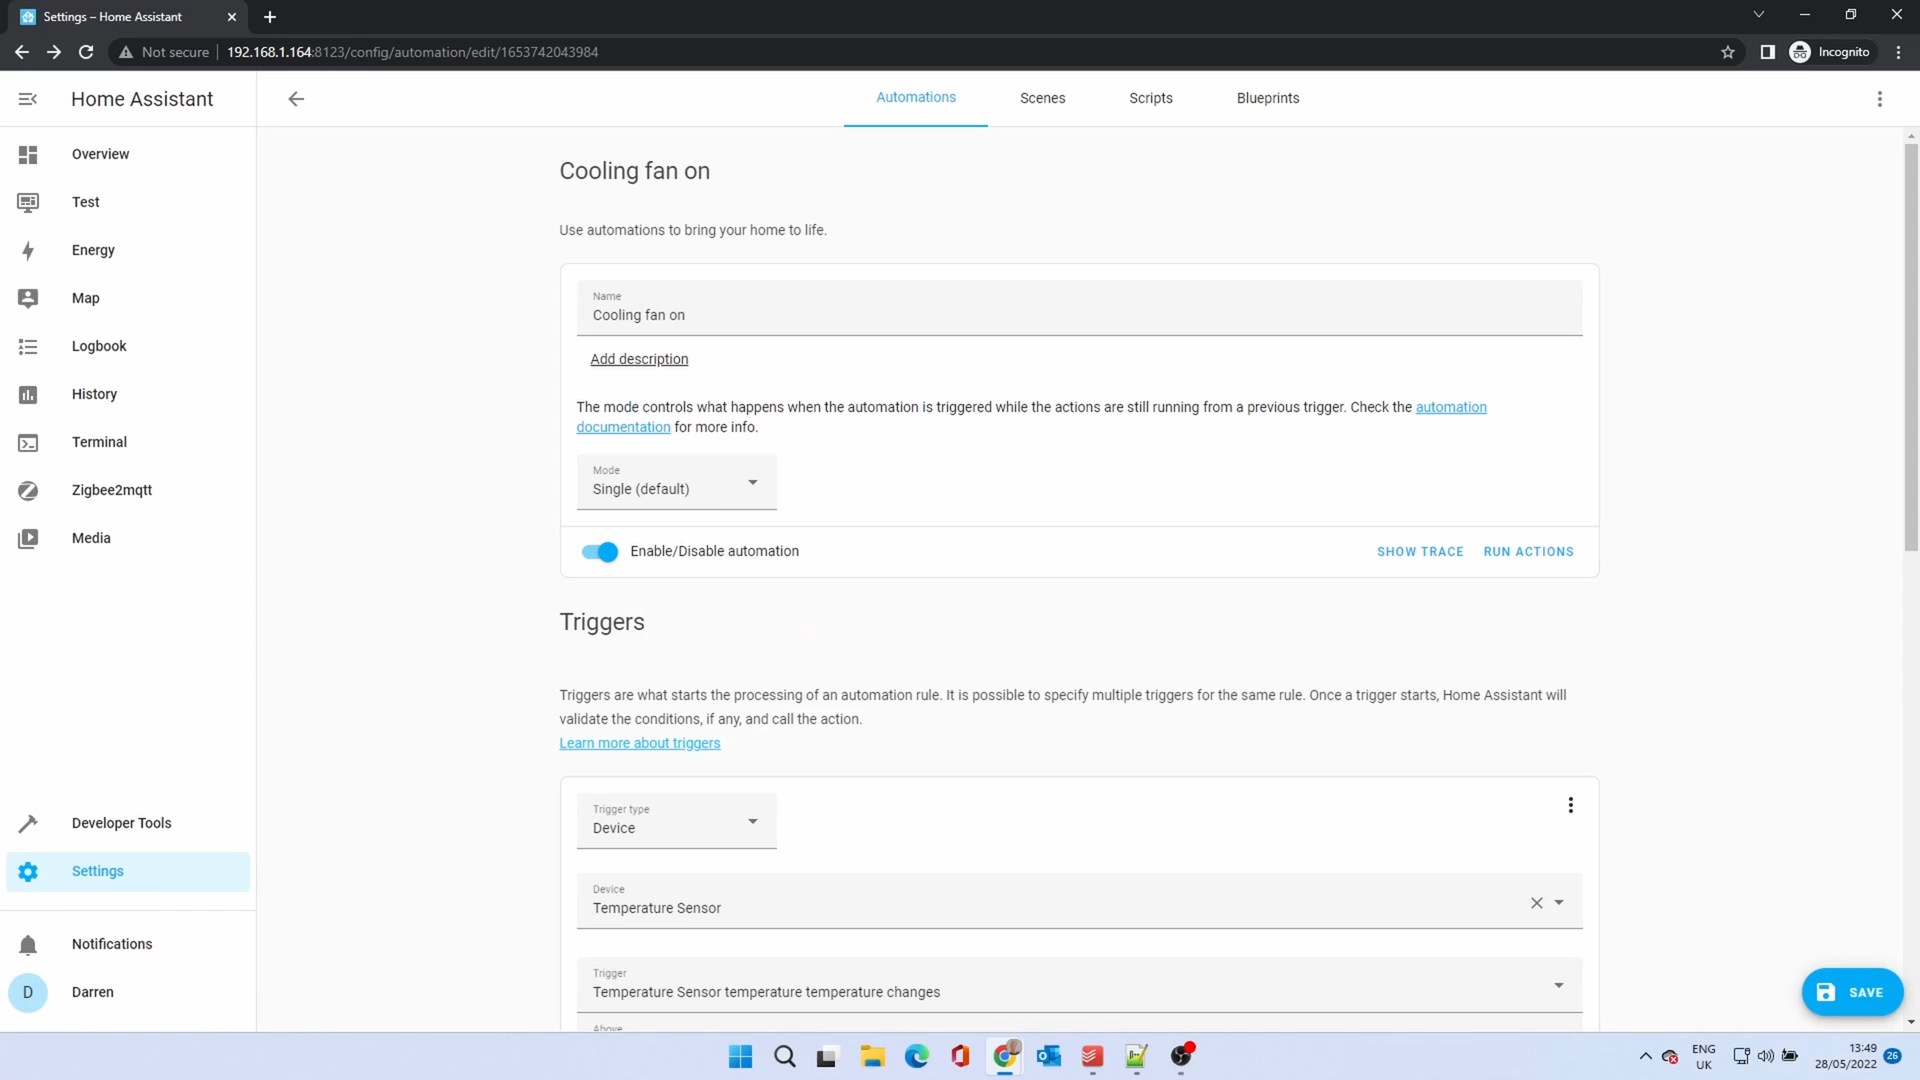 Settings – Home Assistant
Not secure
192.168.1.164:8123/config/automation/edit/1653742043984
Incognito
Home Assistant
Automations
Scenes
Scripts
Blueprints
Overview
Test
Energy
Map
Logbook
History
Terminal
Zigbee2mqtt
Media
Developer Tools
Settings
Notifications
D
Darren
Cooling fan on
Use automations to bring your home to life.
Name
Cooling fan on
Add description
The mode controls what happens when the automation is triggered while the actions are still running from a previous trigger. Check the automation
documentation for more info.
Mode
Single (default)
Enable/Disable automation
SHOW TRACE
RUN ACTIONS
Triggers
Triggers are what starts the processing of an automation rule. It is possible to specify multiple triggers for the same rule. Once a trigger starts, Home Assistant will
validate the conditions, if any, and call the action.
Learn more about triggers
Trigger type
Device
Device
Temperature Sensor
Trigger
Temperature Sensor temperature temperature changes
Above
SAVE
ENG
UK
13:49
28/05/2022
26